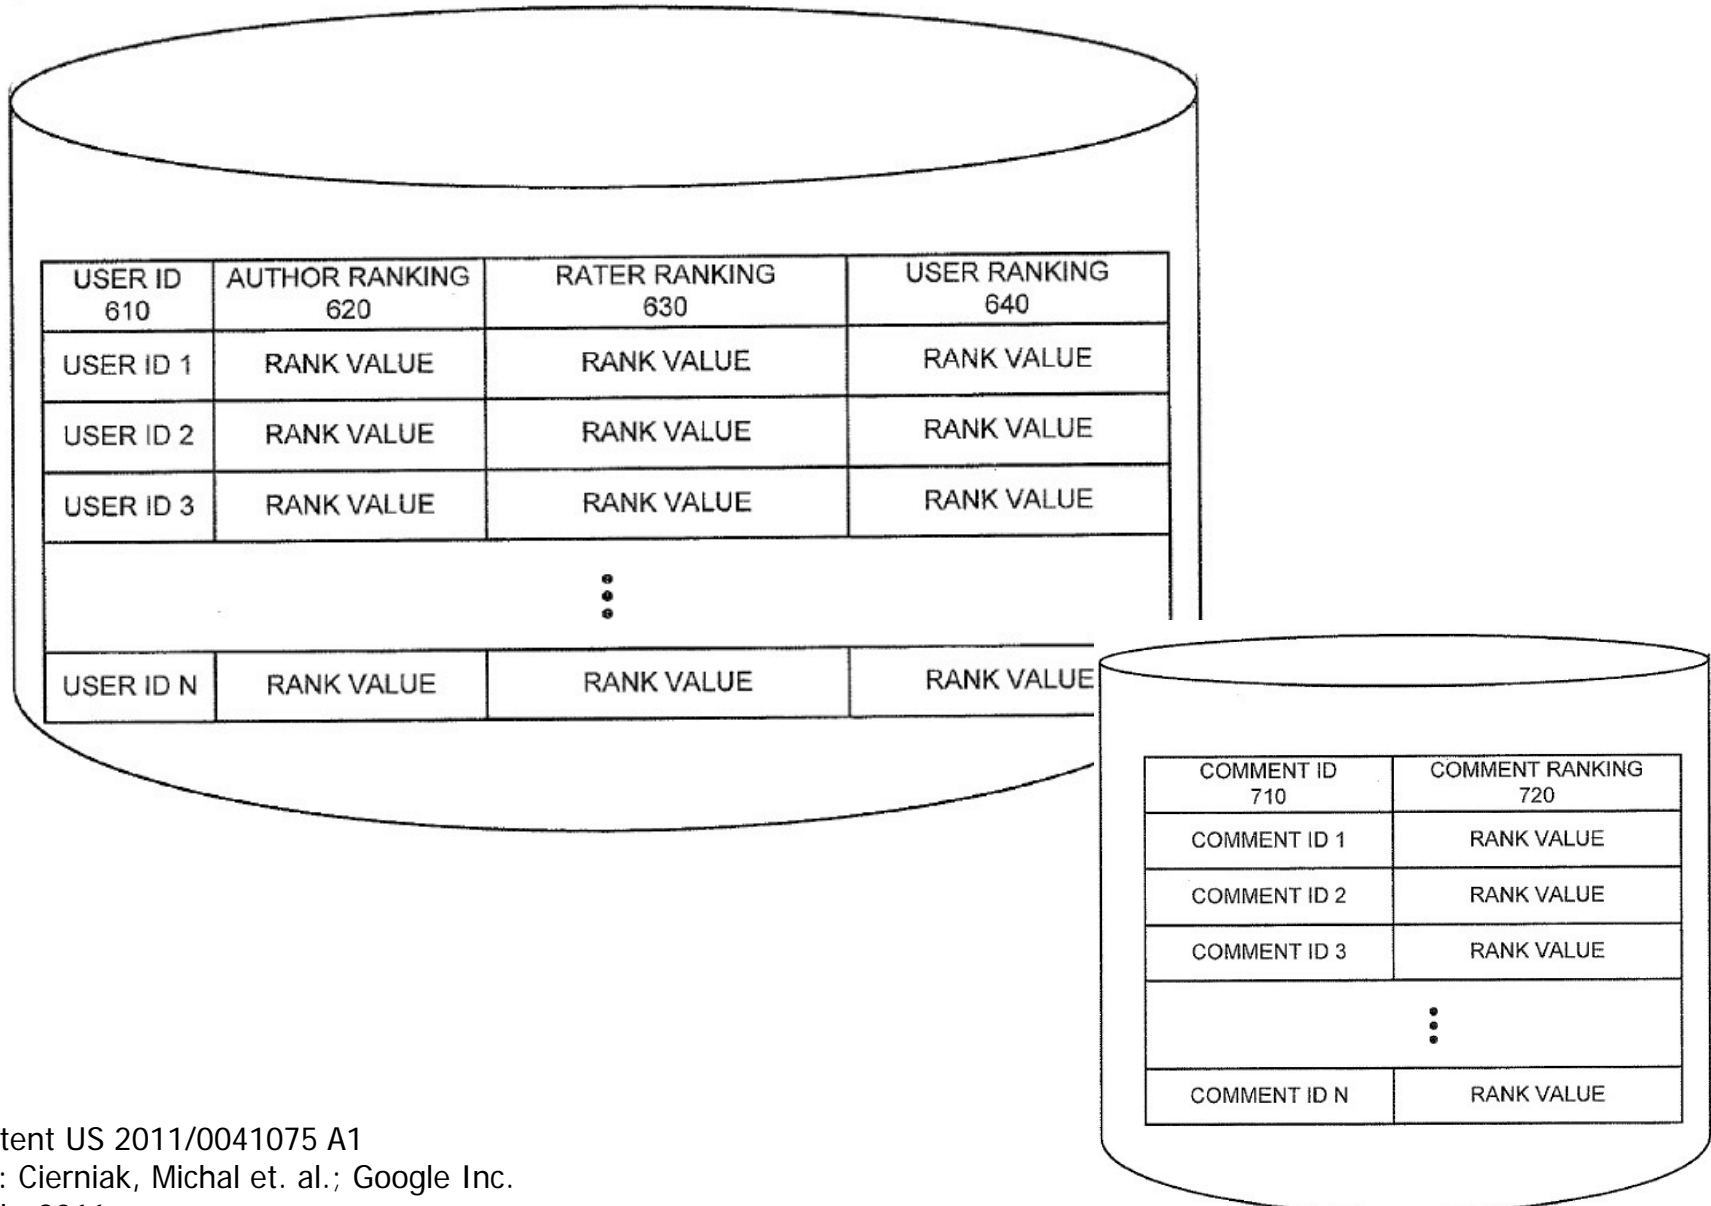 USER ID AUTHOR RANKING RATER RANKING USER RANKING
610 620 630 640
USER ID 1 RANK VALUE RANK VALUE RANK VALUE
USER ID 2 RANK VALUE RANK VALUE RANK VALUE
USER ID 3 RANK VALUE RANK VALUE RANK VALUE
USER ID N RANK VALUE RANK VALUE RANK VALUE
COMMENT ID COMMENT RANKING
710 720
COMMENT ID 1 RANK VALUE
COMMENT ID 2 RANK VALUE
COMMENT ID 3 RANK VALUE
COMMENT ID N RANK VALUE
tent US 2011/0041075 A1
: Cierniak, Michal et. al.; Google Inc.